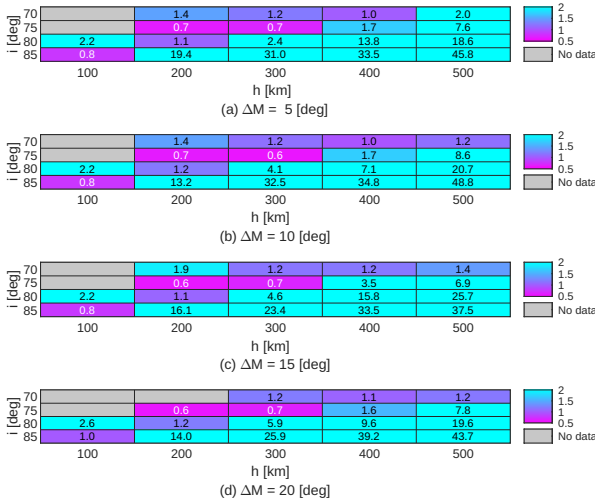 70 1.4 1.2 1.0 2.0 2
75 0.7 0.7 1.7 7.6 1.5
80 2.2 1.1 2.4 13.8 18.6 1
85 0.8 19.4 31.0 33.5 45.8 0.5
i [deg]
No data
100 200 300 400 500
h [km]
(a) ΔM = 5 [deg]
70 1.4 1.2 1.0 1.2 2
75 0.7 0.6 1.7 8.6 1.5
80 2.2 1.2 4.1 7.1 20.7 1
85 0.8 13.2 32.5 34.8 48.8 0.5
i [deg]
No data
100 200 300 400 500
h [km]
(b) ΔM = 10 [deg]
70 1.9 1.2 1.2 1.4 2
75 0.6 0.7 3.5 6.9 1.5
80 2.2 1.1 4.6 15.8 25.7 1
85 0.8 16.1 23.4 33.5 37.5 0.5
i [deg]
No data
100 200 300 400 500
h [km]
(c) ΔM = 15 [deg]
70 1.2 1.1 1.2 2
75 0.6 0.7 1.6 7.8 1.5
80 2.6 1.2 5.9 9.6 19.6 1
85 1.0 14.0 25.9 39.2 43.7 0.5
i [deg]
No data
100 200 300 400 500
h [km]
(d) ΔM = 20 [deg]